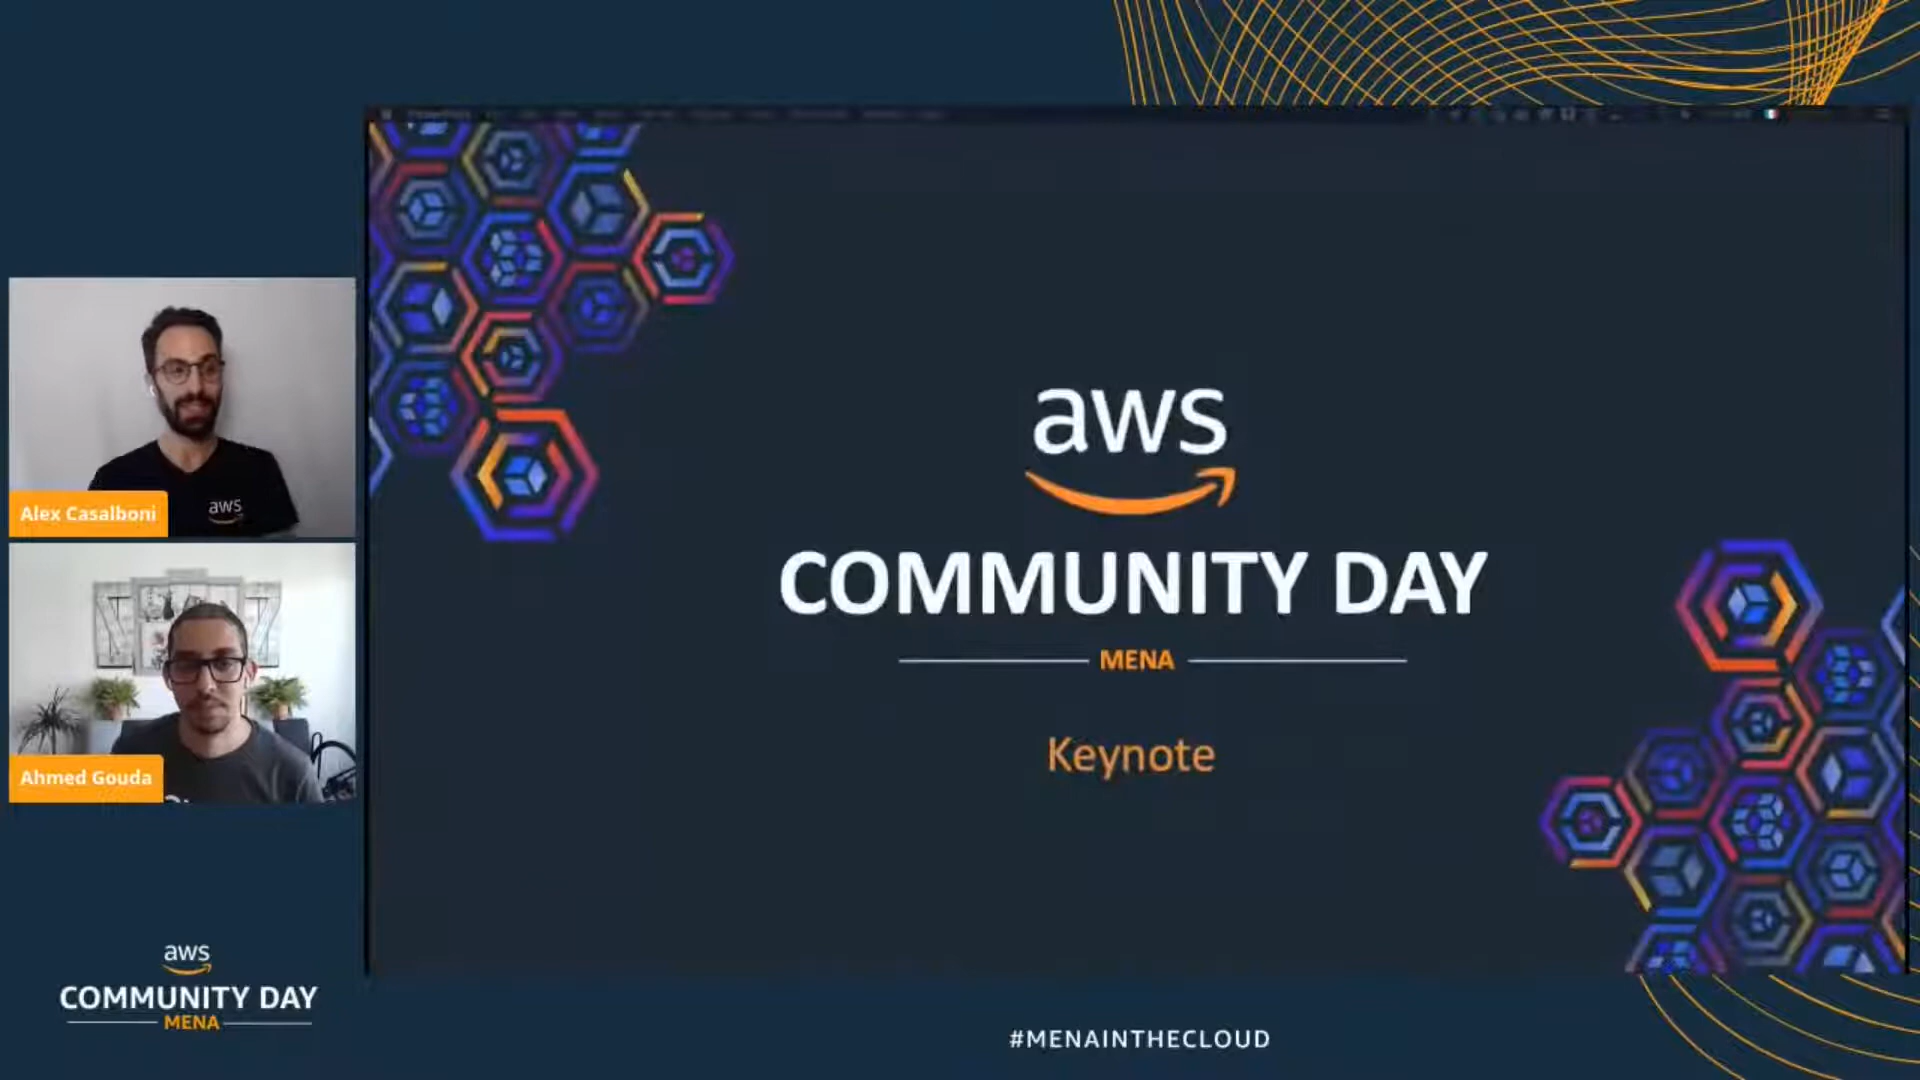 aws
COMMUNITY DAY
MENA
Keynote
aws
Alex Casalboni
Ahmed Gouda
aws
COMMUNITY DAY
MENA
#MENAINTHECLOUD